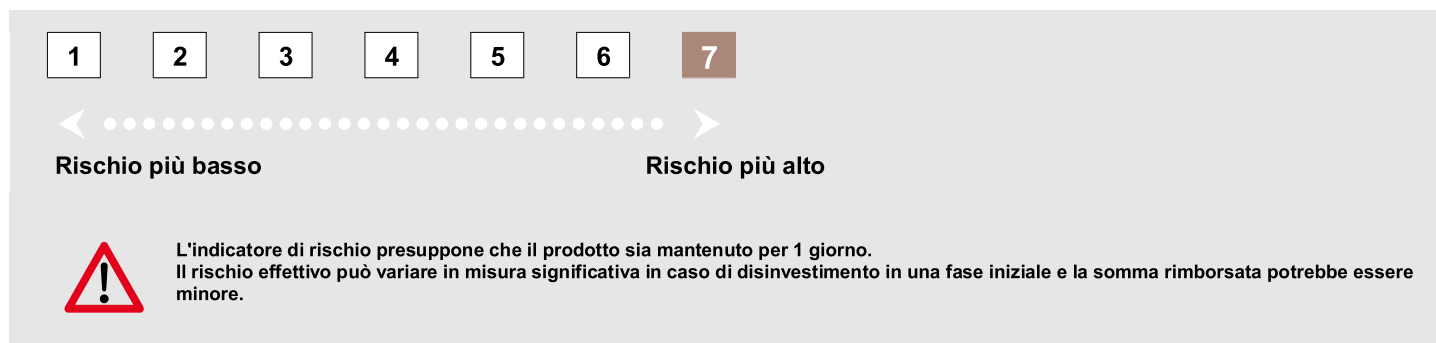 1 2 3 4 5 6 7
Rischio più basso Rischio più alto
L'indicatore di rischio presuppone che il prodotto sia mantenuto per 1 giorno.
Il rischio effettivo può variare in misura significativa in caso di disinvestimento in una fase iniziale e la somma rimborsata potrebbe essere
minore.